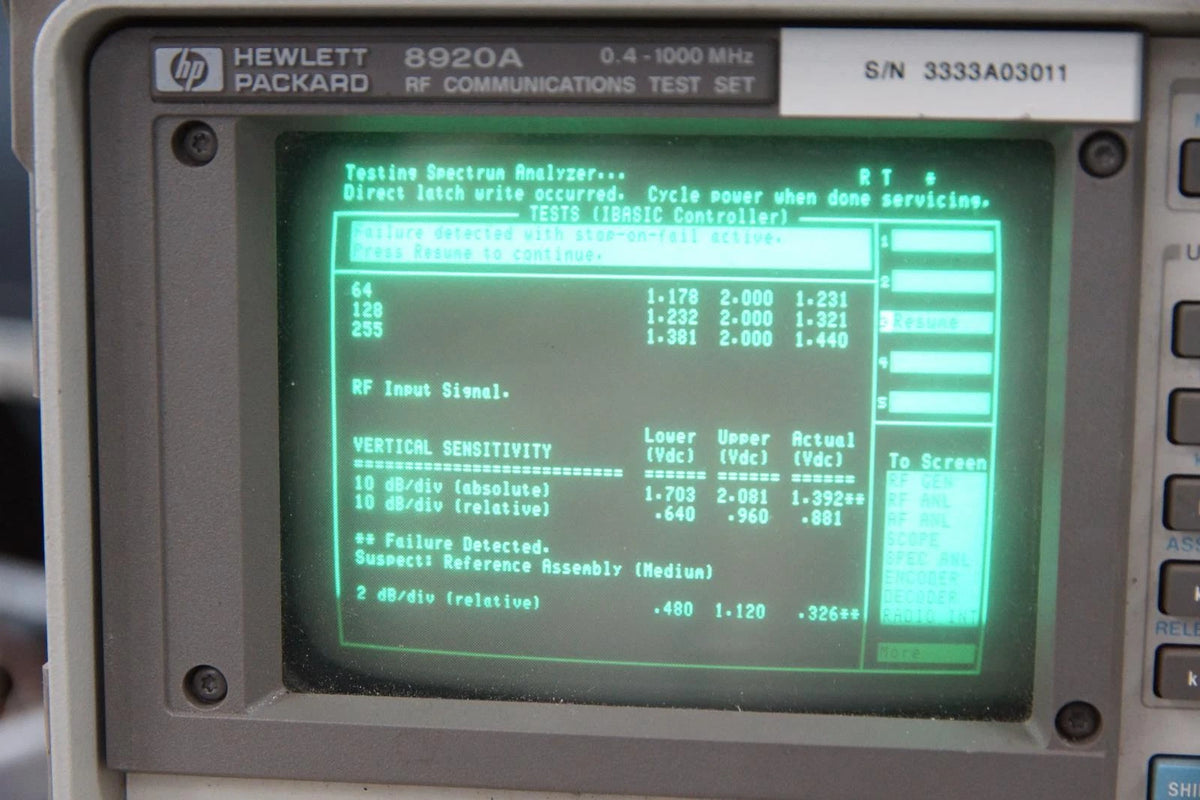 hp HEWLETT PACKARD 8920A 0.4-1000 MHz
RF COMMUNICATIONS TEST SET
S/N 3333A03011
Testing Spectrum Analyzer... R T *
Direct latch write occurred. Cycle power when done servicing.
TESTS (IBASIC Controller)
Failure detected with stop-on-fail active.
Press Resume to continue.
64 1.178 2.000 1.231
128 1.232 2.000 1.321
255 1.381 2.000 1.440
RF Input Signal.
Lower Upper Actual
VERTICAL SENSITIVITY (Vdc) (Vdc) (Vdc)
========================== ====== ====== ======
10 dB/div (absolute) 1.703 2.081 1.392**
10 dB/div (relative) .640 .960 .881
** Failure Detected.
Suspect: Reference Assembly (Medium)
2 dB/div (relative) .480 1.120 .326**
1
2
3 Resume
4
5
To Screen
RF GEN
RF ANL
AF ANL
SCOPE
SPEC ANL
ENCODER
DECODER
RADIO INT
More
U
ASS
k
RELE
k
SHI